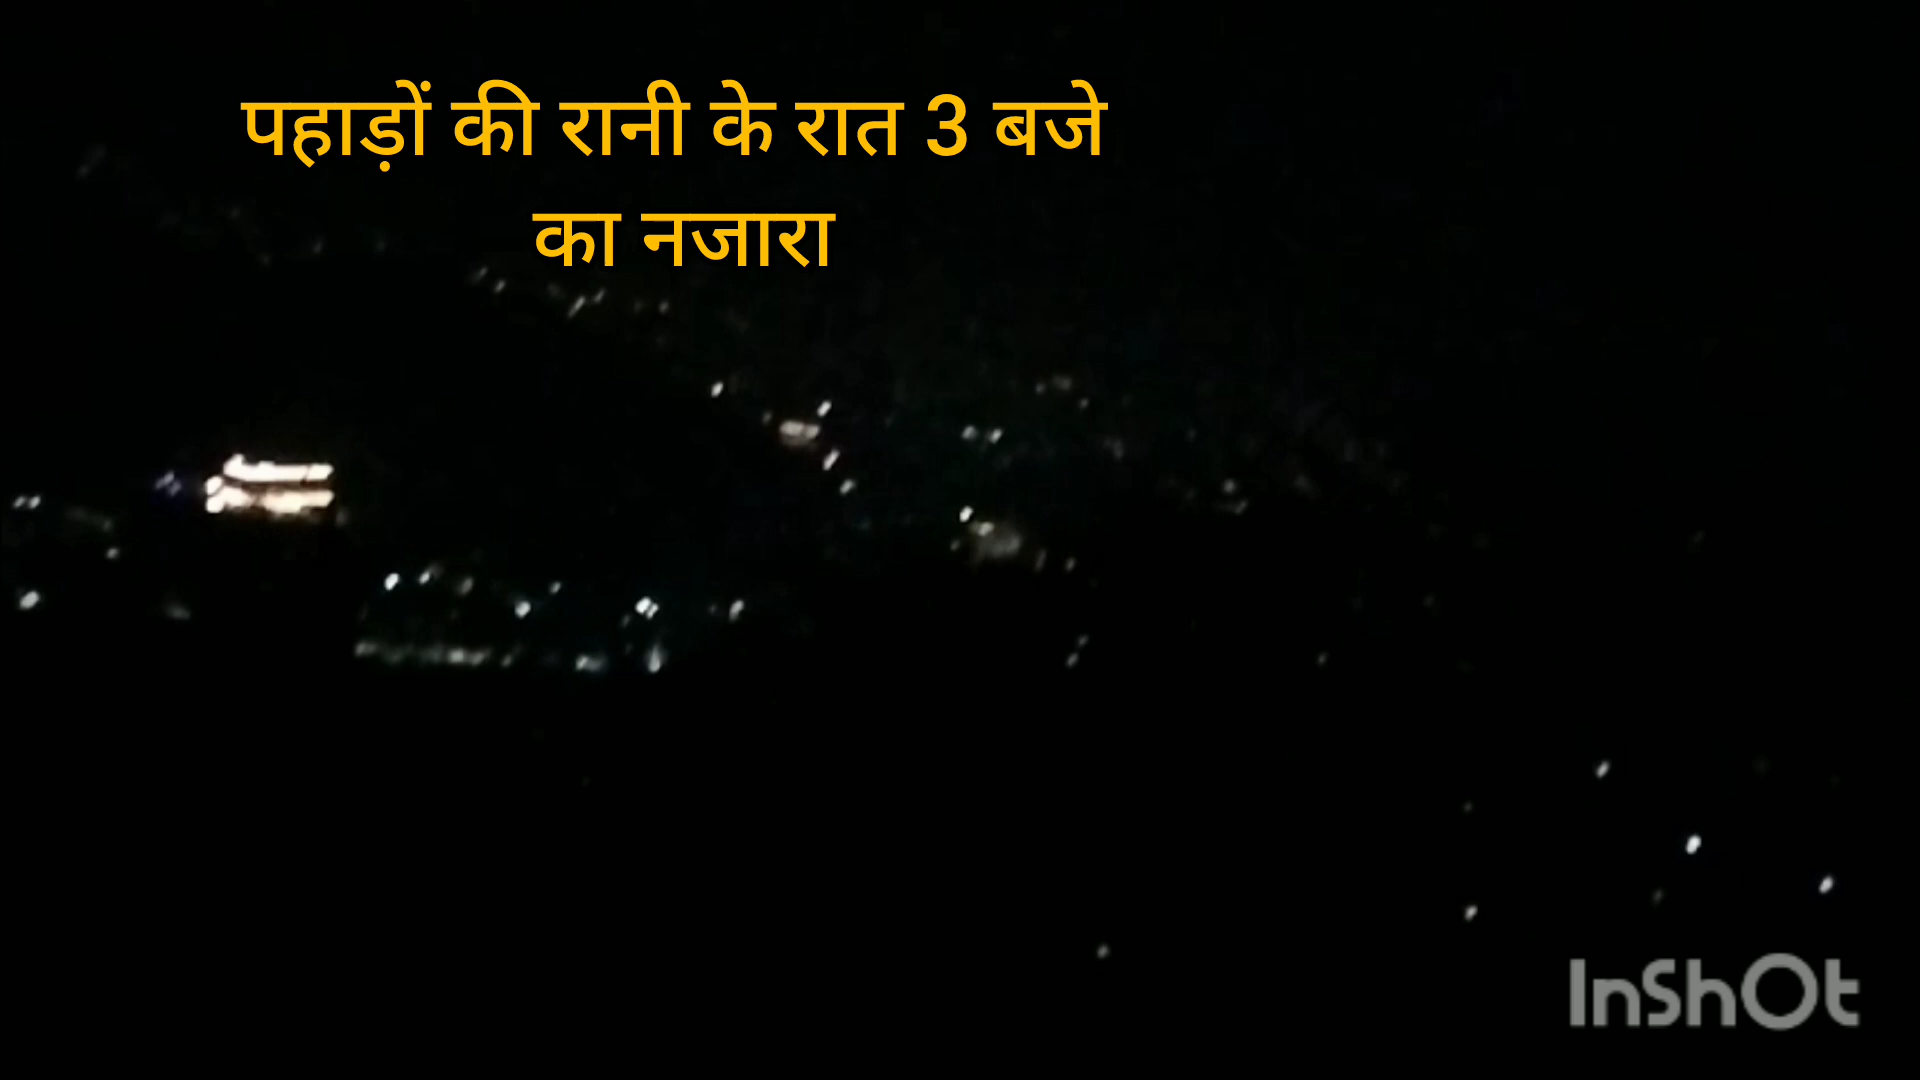 पहाड़ों की रानी के रात 3 बजे
का नजारा
InShOt